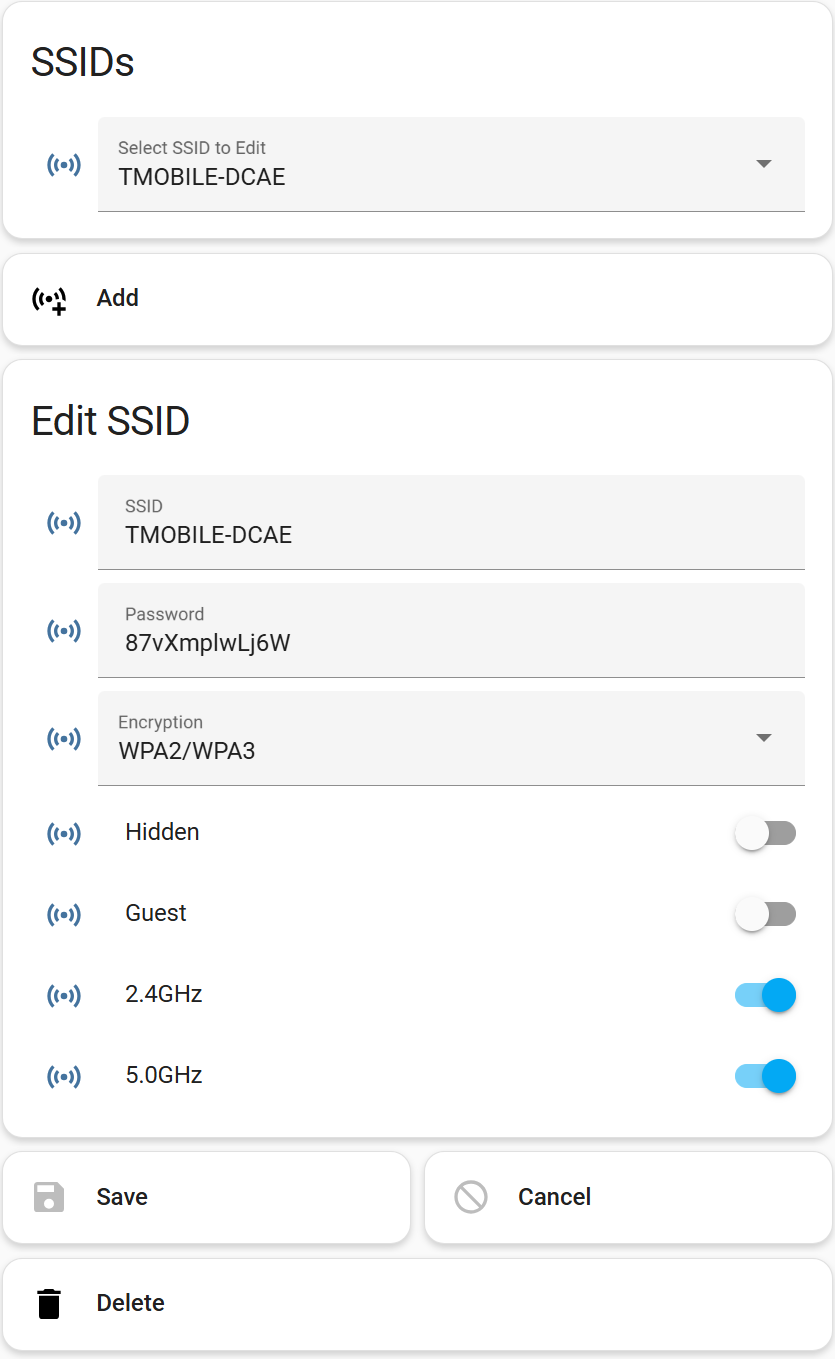 SSIDs
Select SSID to Edit
TMOBILE-DCAE
Add
Edit SSID
SSID
TMOBILE-DCAE
Password
87vXmplwLj6W
Encryption
WPA2/WPA3
Hidden
Guest
2.4GHz
5.0GHz
Save
Cancel
Delete